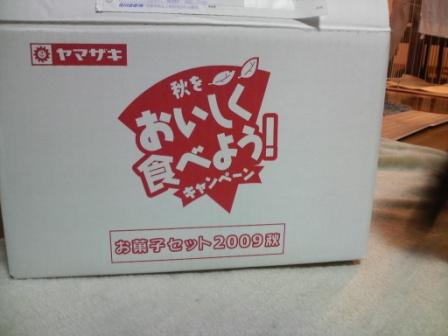 ヤマザキ
秋を
おいしく
食べよう!
キャンペーン
お菓子セット2009秋